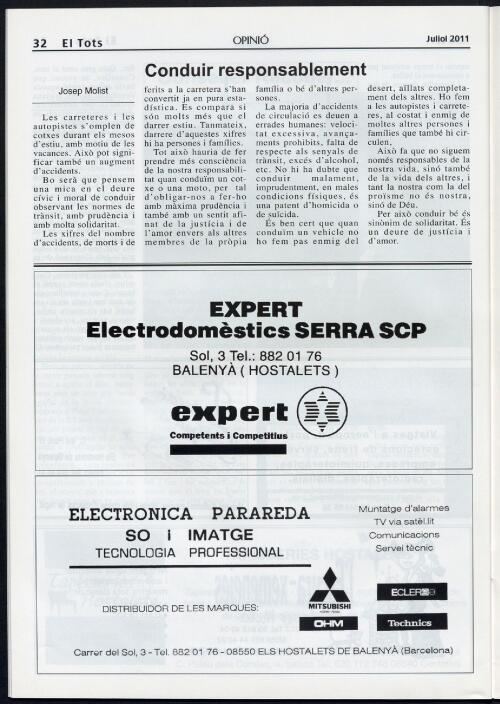 32 El Tots
OPINIÓ
Juliol 2011
Conduir responsablement
Josep Molist
Les carreteres i les
autopistes s'omplen de
cotxes durant els mesos
d'estiu, amb motiu de les
vacances. Això pot signi-
ficar també un augment
d'accidents.
Bo serà que pensem
una mica en el deure
cívic i moral de conduir
observant les normes de
trànsit, amb prudència i
amb molta solidaritat.
Les xifres del nombre
d'accidents, de morts i de
ferits a la carretera s'han
convertit ja en pura esta-
dística. Es compara si
són molts més que el
darrer estiu. Tanmateix,
darrere d'aquestes xifres
hi ha persones i famílies.
Tot això hauria de fer
prendre més consciència
de la nostra responsabili-
tat quan conduïm un cot-
xe o una moto, per tal
d'obligar-nos a fer-ho
amb màxima prudència i
també amb un sentit afi-
nat de la justícia i de
l'amor envers als altres
membres de la pròpia
família o bé d'altres per-
sones.
La majoria d'accidents
de circulació es deuen a
errades humanes: veloci-
tat excessiva, avança-
ments prohibits, falta de
respecte als senyals de
trànsit, excés d'alcohol,
etc. No hi ha dubte que
conduir malament,
imprudentment, en males
condicions físiques, és
una patent d'homicida o
de suïcida.
És ben cert que quan
conduïm un vehicle no
ho fem pas enmig del
desert, aïllats completa-
ment dels altres. Ho fem
a les autopistes i carrete-
res, al costat i enmig de
moltes altres persones i
famílies que també hi cir-
culen.
Això fa que no siguem
només responsables de la
nostra vida, sinó també
de la vida dels altres, i
tant la nostra com la del
proïsme no és nostra,
sinó de Déu.
Per això conduir bé és
sinònim de solidaritat. És
un deure de justícia i
d'amor.
EXPERT
Electrodomèstics SERRA SCP
Sol, 3 Tel.: 882 01 76
BALENYÀ ( HOSTALETS )
expert
Competents i Competitius
ELECTRONICA PARAREDA
SO i IMATGE
TECNOLOGIA PROFESSIONAL
Muntatge d'alarmes
TV via satèl.lit
Comunicacions
Servei tècnic
DISTRIBUIDOR DE LES MARQUES:
MITSUBISHI
OHM
ECLER
Technics
Carrer del Sol, 3 - Tel. 882 01 76 - 08550 ELS HOSTALETS DE BALENYÀ (Barcelona)